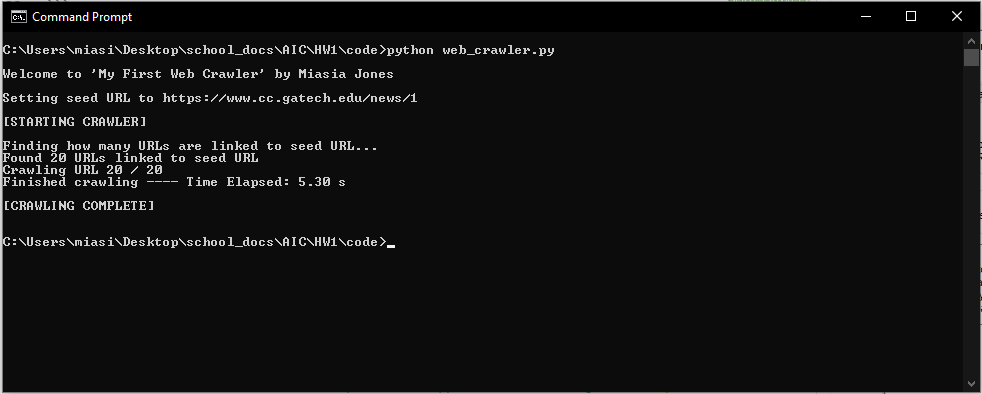 Command Prompt
C:\Users\miasi\Desktop\school_docs\AIC\HW1\code>python web_crawler.py
Welcome to 'My First Web Crawler' by Miasia Jones
Setting seed URL to https://www.cc.gatech.edu/news/1
[STARTING CRAWLER]
Finding how many URLs are linked to seed URL...
Found 20 URLs linked to seed URL
Crawling URL 20 / 20
Finished crawling ---- Time Elapsed: 5.30 s
[CRAWLING COMPLETE]
C:\Users\miasi\Desktop\school_docs\AIC\HW1\code>